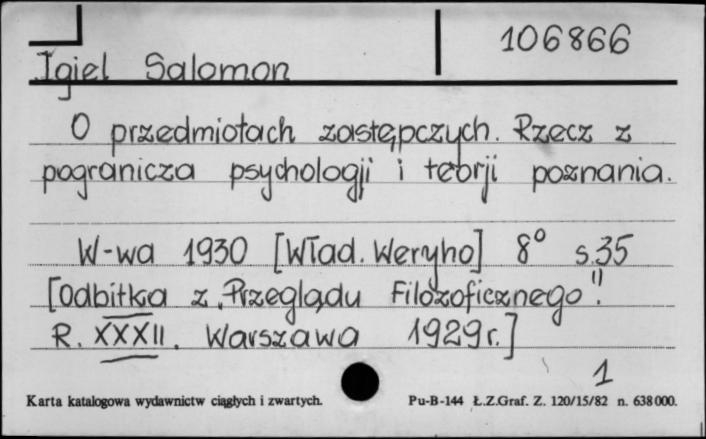 106866
Igiel Salomon
O przedmiotach zastępczych. Rzecz z
pogranicza psychologji i teorji poznania.
W-wa 1930 [Wład. Weryho] 8° s.35
[Odbitka z „Przeglądu Filozoficznego".
R. XXXII. Warszawa 1929r.]
1
Karta katalogowa wydawnictw ciągłych i zwartych. Pu-B-144 Ł.Z.Graf. Z. 120/15/82 n. 638000.